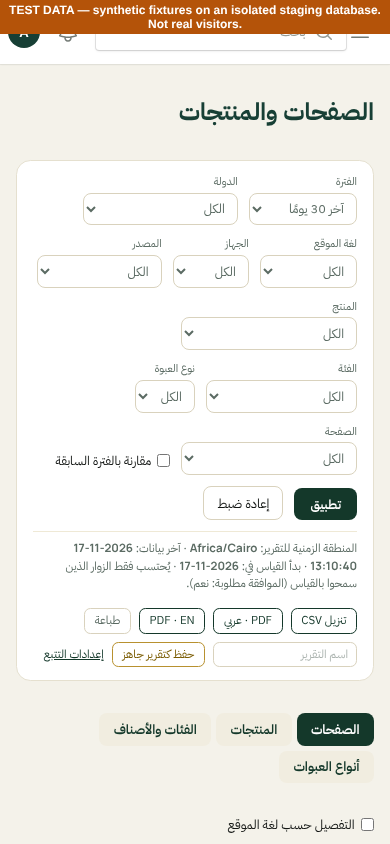 TEST DATA — synthetic fixtures on an isolated staging database.
Not real visitors.
A
الصفحات والمنتجات
الفترة
الدولة
آخر 30 يومًا
الكل
لغة الموقع
الجهاز
المصدر
الكل
الكل
الكل
المنتج
الكل
الفئة
نوع العبوة
الكل
الكل
الصفحة
الكل
مقارنة بالفترة السابقة
تطبيق
إعادة ضبط
المنطقة الزمنية للتقرير: Africa/Cairo · آخر بيانات: 2026-11-17
13:10:40 · بدأ القياس في: 2026-11-17 · يُحتسب فقط الزوار الذين
سمحوا بالقياس (الموافقة مطلوبة: نعم).
تنزيل CSV
PDF · عربي
PDF · EN
طباعة
اسم التقرير
حفظ كتقرير جاهز
إعدادات التتبع
الصفحات
المنتجات
الفئات والأصناف
أنواع العبوات
التفصيل حسب لغة الموقع